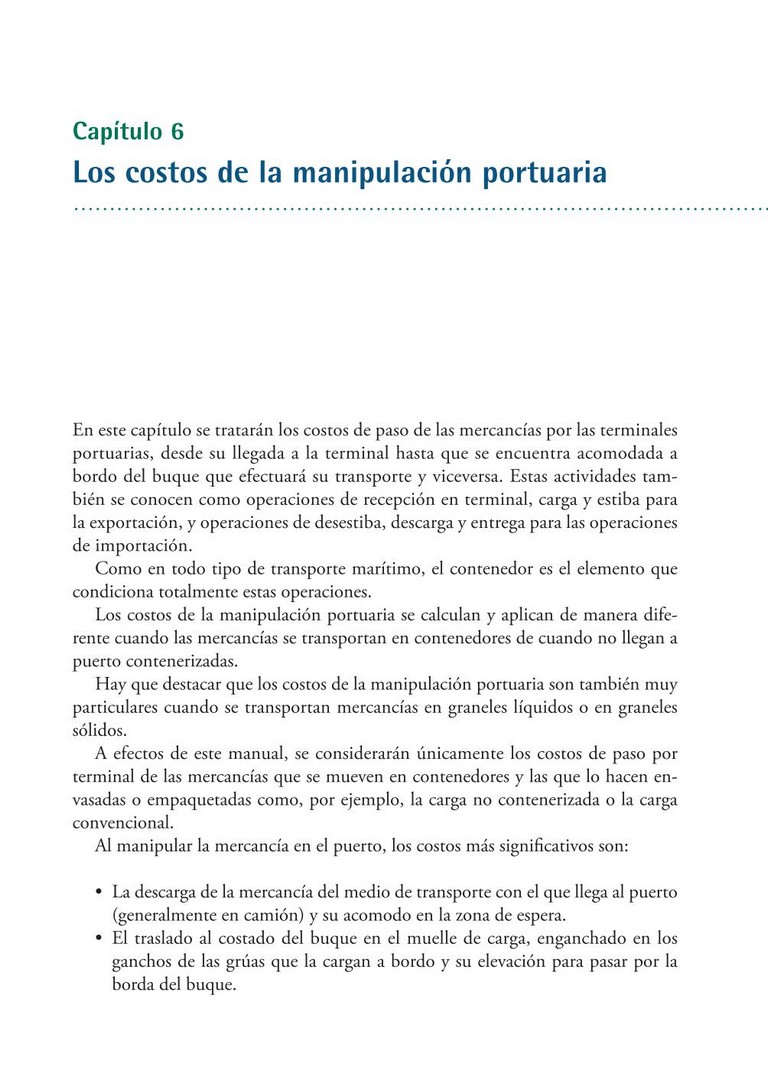 Capítulo 6
Los costos de la manipulación portuaria
En este capítulo se tratarán los costos de paso de las mercancías por las terminales
portuarias, desde su llegada a la terminal hasta que se encuentra acomodada a
bordo del buque que efectuará su transporte y viceversa. Estas actividades tam-
bién se conocen como operaciones de recepción en terminal, carga y estiba para
la exportación, y operaciones de desestiba, descarga y entrega para las operaciones
de importación.
Como en todo tipo de transporte marítimo, el contenedor es el elemento que
condiciona totalmente estas operaciones.
Los costos de la manipulación portuaria se calculan y aplican de manera dife-
rente cuando las mercancías se transportan en contenedores de cuando no llegan a
puerto contenerizadas.
Hay que destacar que los costos de la manipulación portuaria son también muy
particulares cuando se transportan mercancías en graneles líquidos o en graneles
sólidos.
A efectos de este manual, se considerarán únicamente los costos de paso por
terminal de las mercancías que se mueven en contenedores y las que lo hacen en-
vasadas o empaquetadas como, por ejemplo, la carga no contenerizada o la carga
convencional.
Al manipular la mercancía en el puerto, los costos más significativos son:
• La descarga de la mercancía del medio de transporte con el que llega al puerto
(generalmente en camión) y su acomodo en la zona de espera.
• El traslado al costado del buque en el muelle de carga, enganchado en los
ganchos de las grúas que la cargan a bordo y su elevación para pasar por la
borda del buque.